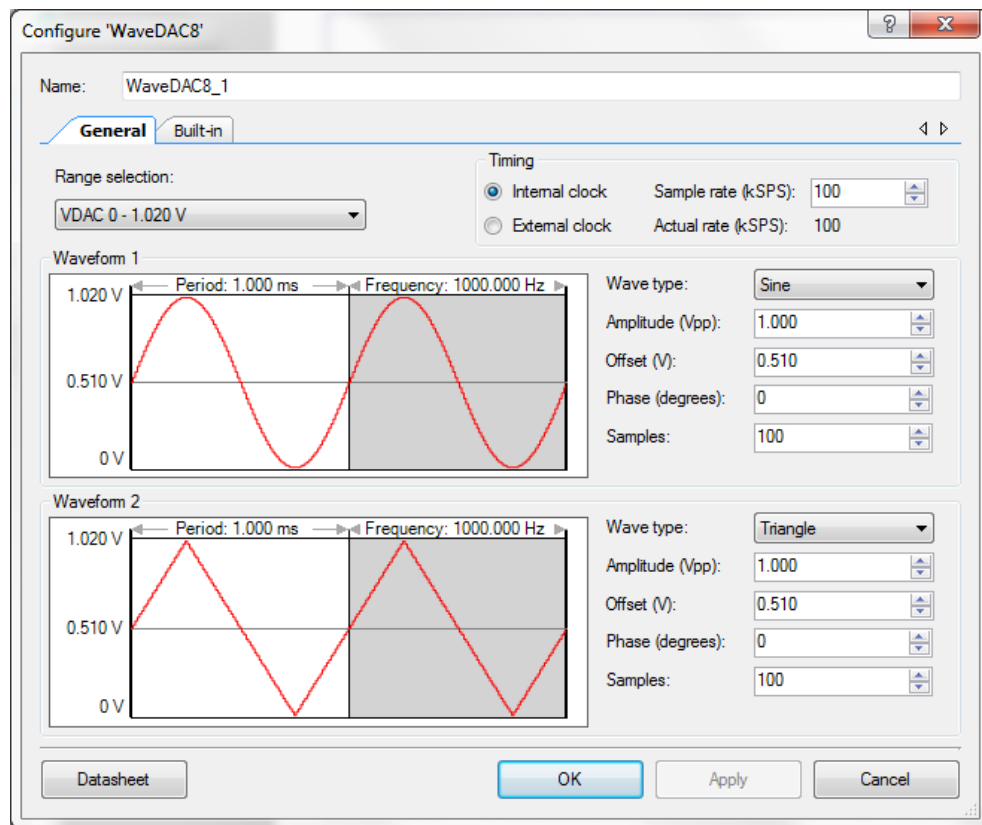 Configure 'WaveDAC8'
Name: WaveDAC8_1
General Built-in
Range selection:
VDAC 0 - 1.020 V
Timing
Internal clock Sample rate (kSPS): 100
External clock Actual rate (kSPS): 100
Waveform 1
Period: 1.000 ms Frequency: 1000.000 Hz
1.020 V
0.510 V
0 V
Wave type: Sine
Amplitude (Vpp): 1.000
Offset (V): 0.510
Phase (degrees): 0
Samples: 100
Waveform 2
Period: 1.000 ms Frequency: 1000.000 Hz
1.020 V
0.510 V
0 V
Wave type: Triangle
Amplitude (Vpp): 1.000
Offset (V): 0.510
Phase (degrees): 0
Samples: 100
Datasheet OK Apply Cancel